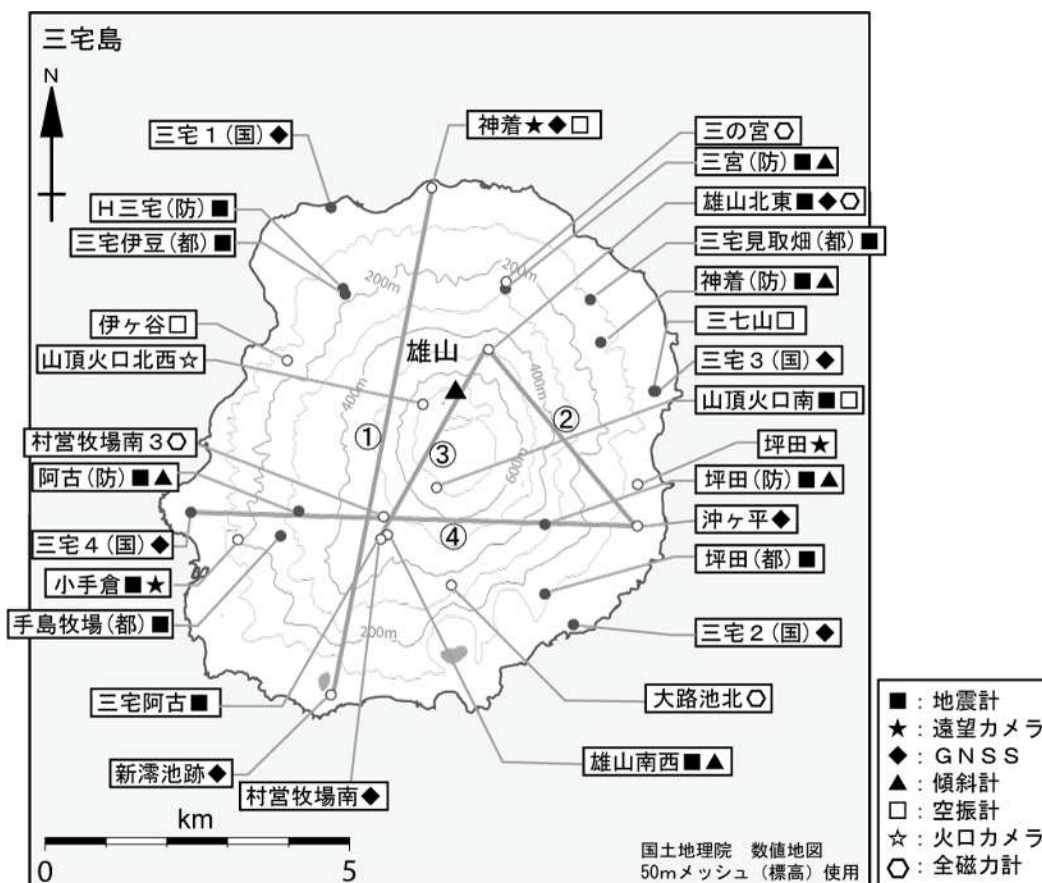 三宅島
N
神着★◆□
三宅1(国)◆
三の宮⬡
三宮(防)■▲
H三宅(防)■
雄山北東■◆⬡
三宅伊豆(都)■
三宅見取畑(都)■
200m
200m
神着(防)■▲
伊ヶ谷□
三七山□
雄山
山頂火口北西☆
三宅3(国)◆
400m
400m
山頂火口南■□
①
②
③
村営牧場南3⬡
坪田★
600m
阿古(防)■▲
坪田(防)■▲
④
沖ヶ平◆
三宅4(国)◆
坪田(都)■
小手倉■★
手島牧場(都)■
200m
三宅2(国)◆
三宅阿古■
大路池北⬡
新澪池跡◆
雄山南西■▲
村営牧場南◆
km
0 5
国土地理院 数値地図
50mメッシュ(標高)使用
■:地震計
★:遠望カメラ
◆:GNSS
▲:傾斜計
□:空振計
☆:火口カメラ
⬡:全磁力計